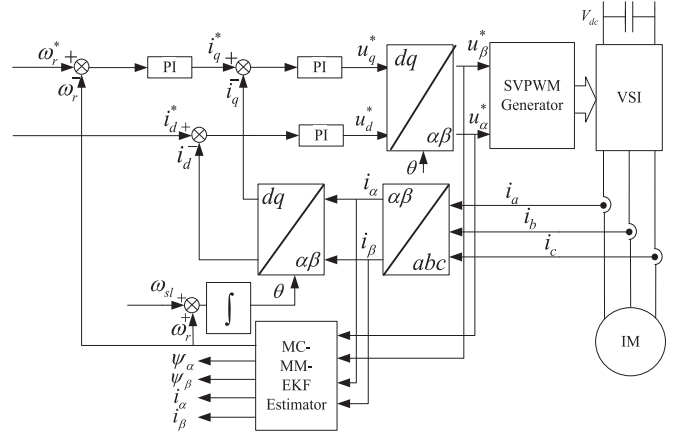 V_dc
ω_r^* + PI i_q^* + PI u_q^* dq u_β^* SVPWM Generator VSI
ω_r − i_q −
i_d^* + PI u_d^* αβ u_α^*
i_d − θ
dq i_α αβ i_a
i_b
αβ i_β abc i_c
θ
ω_sl + ∫
ω_r +
MC-
MM-
EKF
Estimator
IM
ψ_α
ψ_β
i_α
i_β